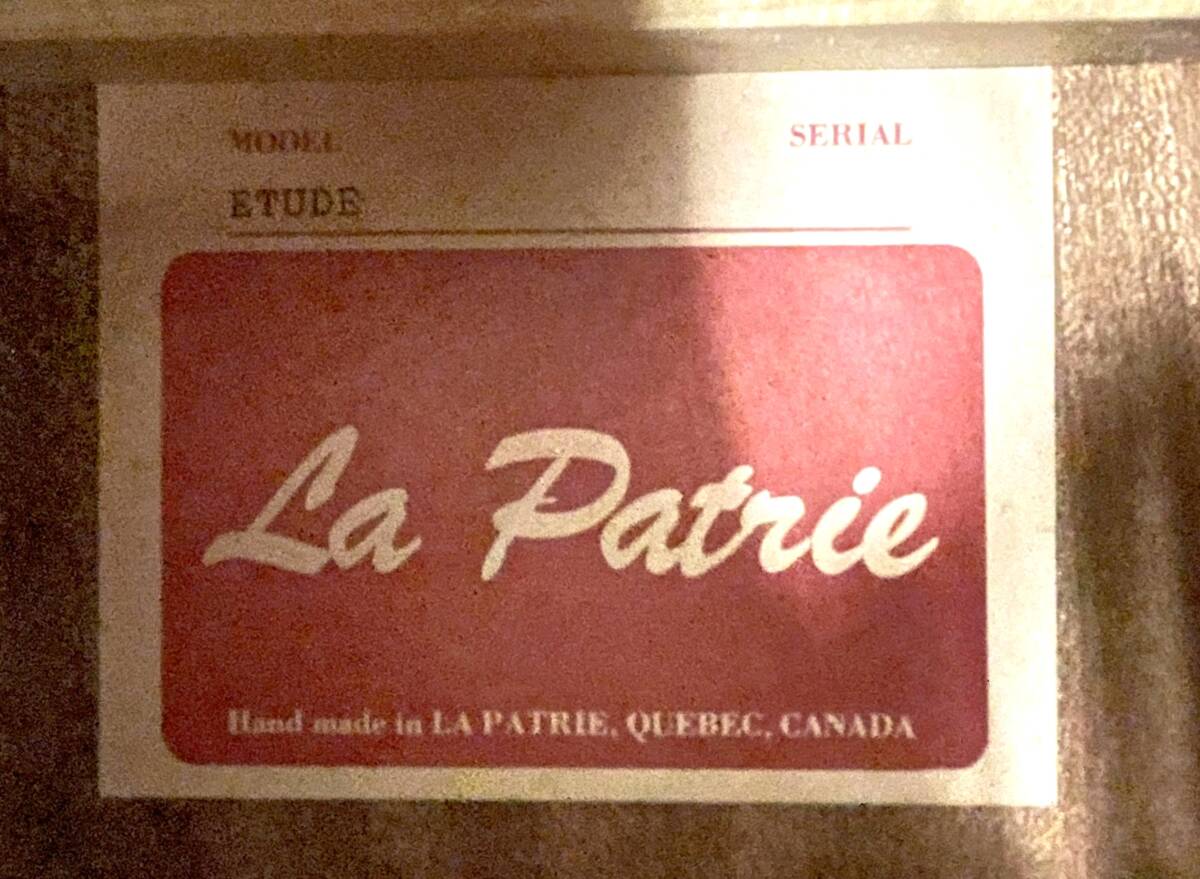 MODEL SERIAL
ETUDE
La Patrie
Hand made in LA PATRIE, QUEBEC, CANADA